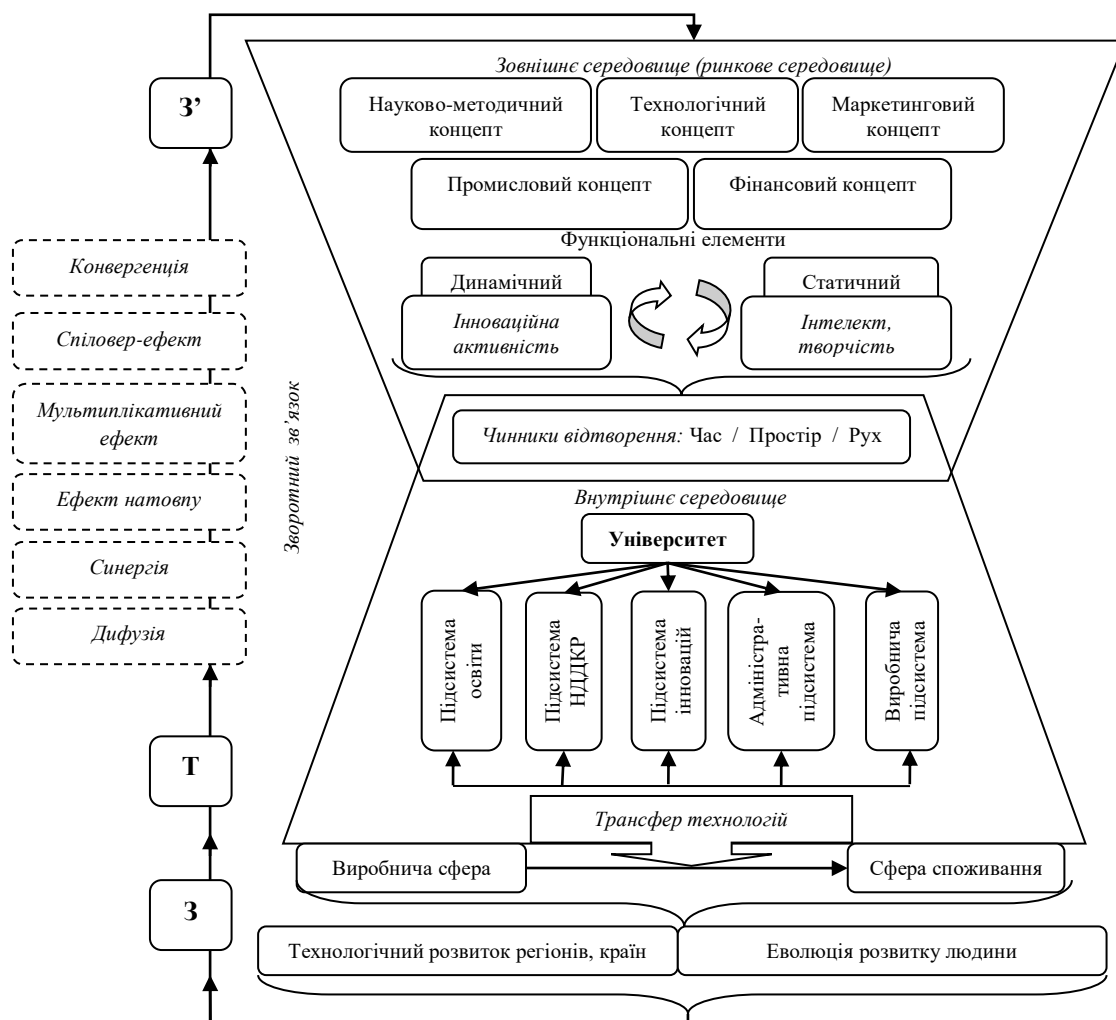 Зовнішнє середовище (ринкове середовище)
З’
Науково-методичний
концепт
Технологічний
концепт
Маркетинговий
концепт
Промисловий концепт
Фінансовий концепт
Функціональні елементи
Динамічний
Інноваційна
активність
Статичний
Інтелект,
творчість
Конвергенція
Спіловер-ефект
Мультиплікативний
ефект
Ефект натовпу
Синергія
Дифузія
Зворотний зв’язок
Чинники відтворення: Час / Простір / Рух
Внутрішнє середовище
Університет
Підсистема
освіти
Підсистема
НДДКР
Підсистема
інновацій
Адміністра-
тивна
підсистема
Виробнича
підсистема
Т
Трансфер технологій
Виробнича сфера
Сфера споживання
З
Технологічний розвиток регіонів, країн
Еволюція розвитку людини